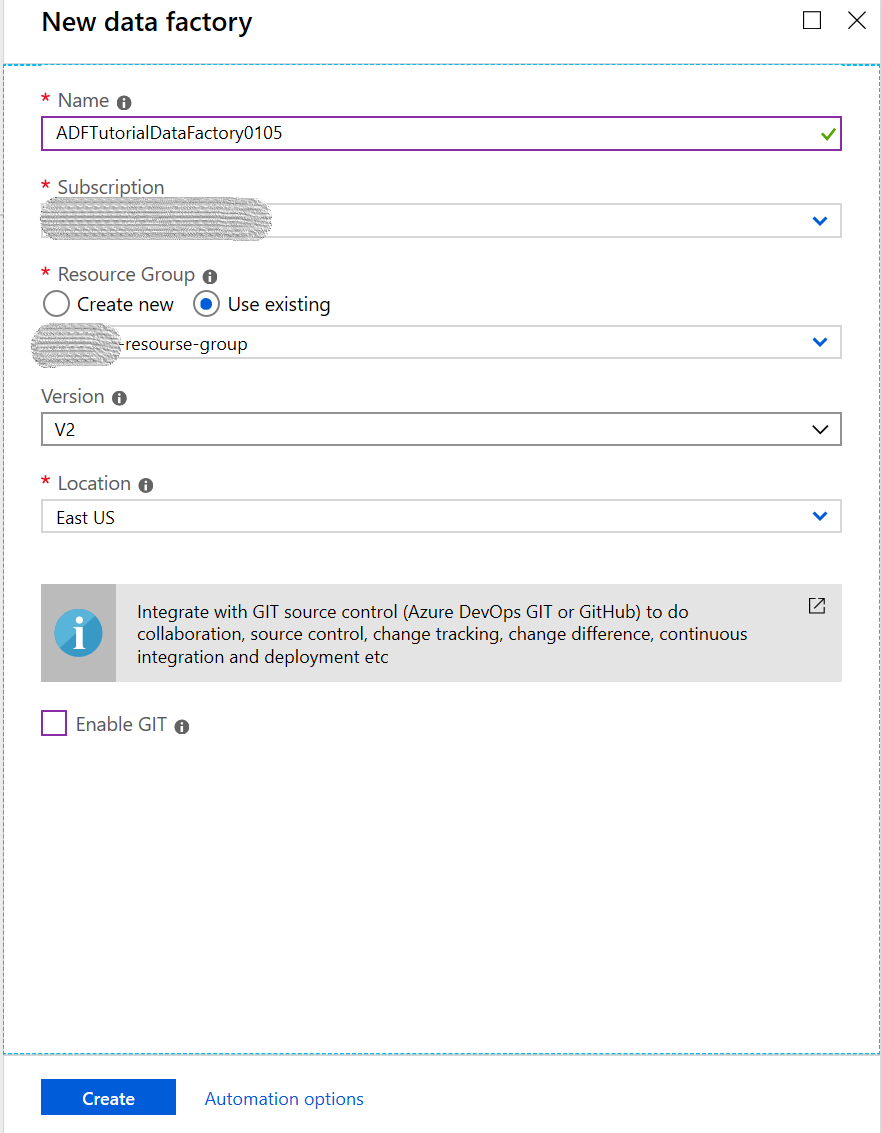 New data factory
* Name
ADFTutorialDataFactory0105
* Subscription
* Resource Group
Create new Use existing
-resourse-group
Version
V2
* Location
East US
Integrate with GIT source control (Azure DevOps GIT or GitHub) to do
collaboration, source control, change tracking, change difference, continuous
integration and deployment etc
Enable GIT
Create Automation options